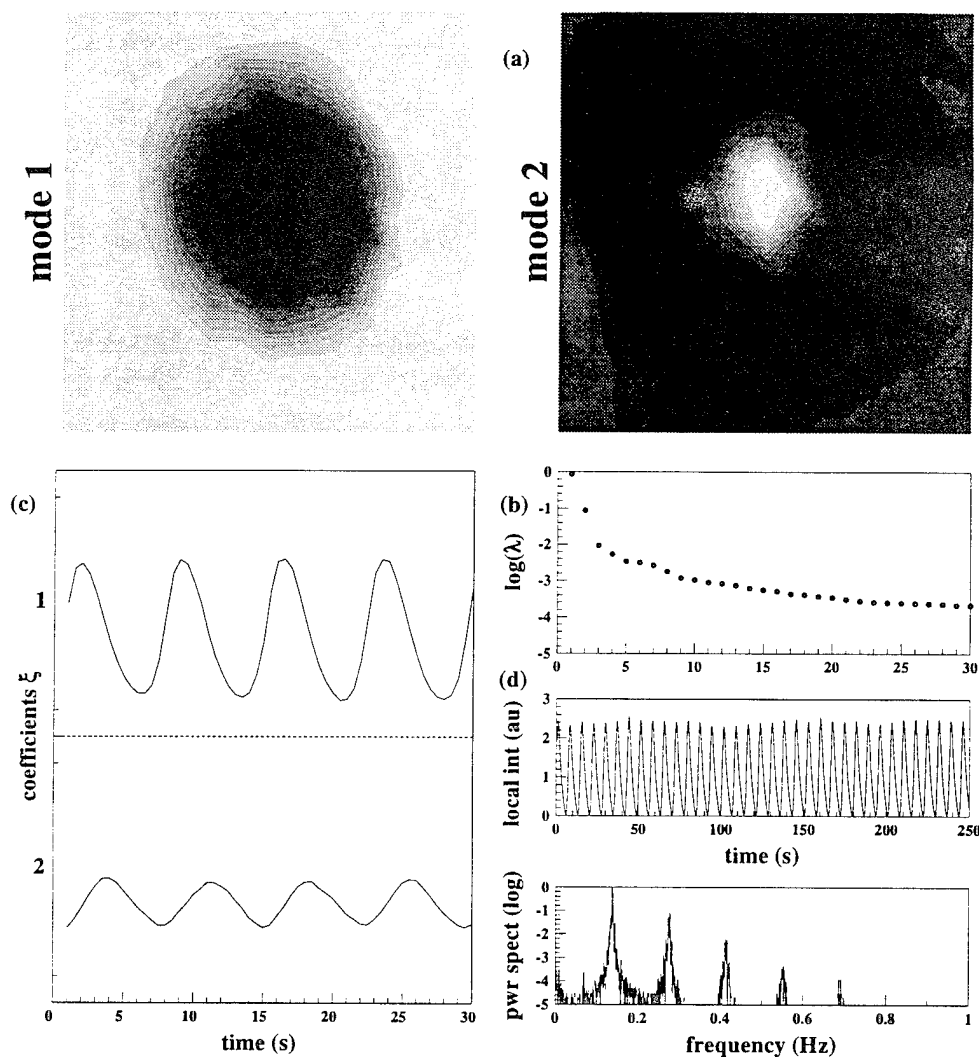 mode 1
(a)
mode 2
(c)
coefficients ξ
1
2
0 5 10 15 20 25 30
time (s)
(b)
log(λ)
0
-1
-2
-3
-4
-5
0 5 10 15 20 26 30
(d)
local int (au)
3
2
1
0
0 50 100 150 200 250
time (s)
pwr spect (log)
0
-1
-2
-3
-4
-5
0 0.2 0.4 0.6 0.8 1
frequency (Hz)